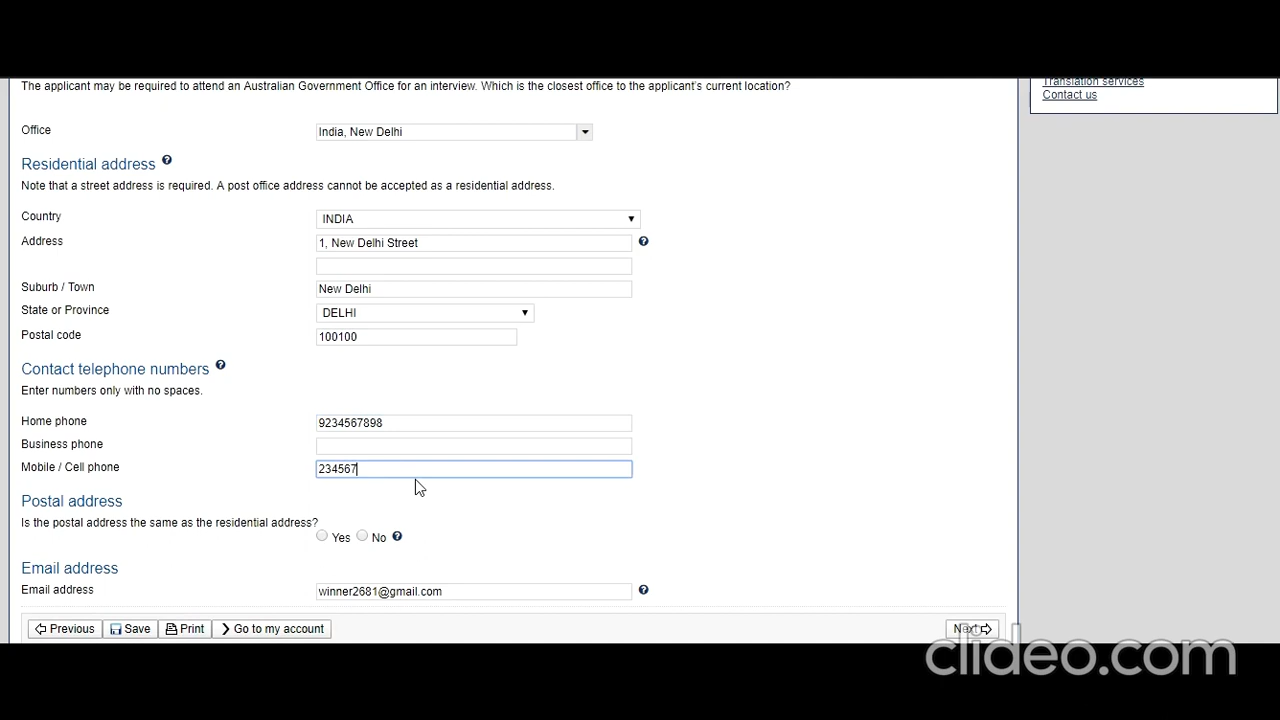 The applicant may be required to attend an Australian Government Office for an interview. Which is the closest office to the applicant's current location?
Translation services
Contact us
Office India, New Delhi
Residential address
Note that a street address is required. A post office address cannot be accepted as a residential address.
Country INDIA
Address 1, New Delhi Street
Suburb / Town New Delhi
State or Province DELHI
Postal code 100100
Contact telephone numbers
Enter numbers only with no spaces.
Home phone 9234567898
Business phone
Mobile / Cell phone 234567
Postal address
Is the postal address the same as the residential address?
Yes No
Email address
Email address winner2681@gmail.com
Previous Save Print Go to my account Next
clideo.com